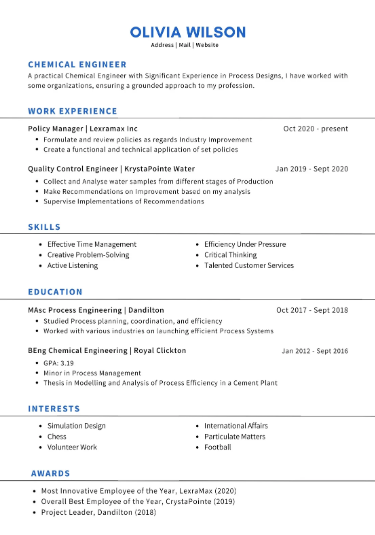 OLIVIA WILSON
Address | Mail | Website
CHEMICAL ENGINEER
A practical Chemical Engineer with Significant Experience in Process Designs, I have worked with
some organizations, ensuring a grounded approach to my profession.
WORK EXPERIENCE
Policy Manager | Lexramax Inc Oct 2020 - present
• Formulate and review policies as regards Industry Improvement
• Create a functional and technical application of set policies
Quality Control Engineer | KrystaPointe Water Jan 2019 - Sept 2020
• Collect and Analyse water samples from different stages of Production
• Make Recommendations on Improvement based on my analysis
• Supervise Implementations of Recommendations
SKILLS
• Effective Time Management • Efficiency Under Pressure
• Creative Problem-Solving • Critical Thinking
• Active Listening • Talented Customer Services
EDUCATION
MAsc Process Engineering | Dandilton Oct 2017 - Sept 2018
• Studied Process planning, coordination, and efficiency
• Worked with various industries on launching efficient Process Systems
BEng Chemical Engineering | Royal Clickton Jan 2012 - Sept 2016
• GPA: 3.19
• Minor in Process Management
• Thesis in Modelling and Analysis of Process Efficiency in a Cement Plant
INTERESTS
• Simulation Design • International Affairs
• Chess • Particulate Matters
• Volunteer Work • Football
AWARDS
• Most Innovative Employee of the Year, LexraMax (2020)
• Overall Best Employee of the Year, CrystaPointe (2019)
• Project Leader, Dandilton (2018)